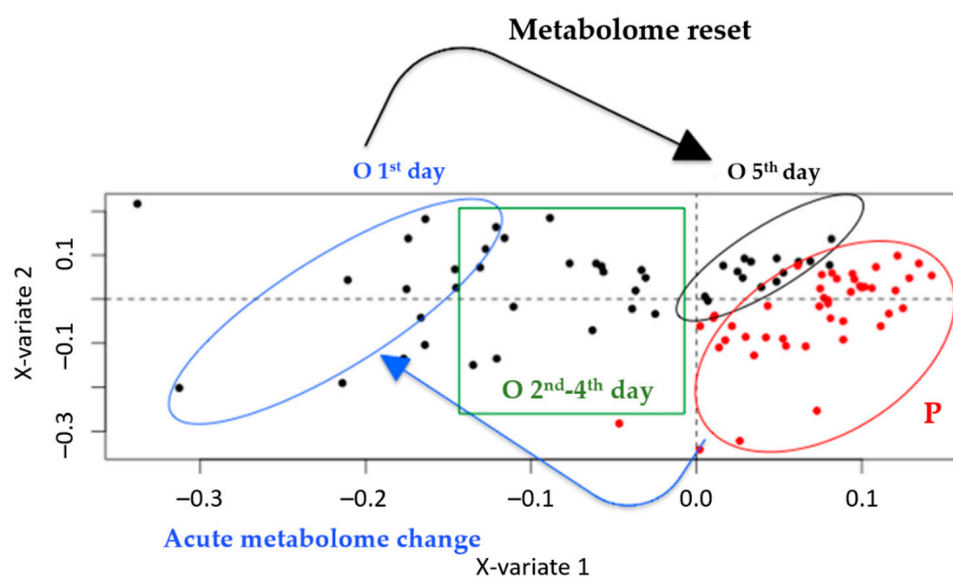 Metabolome reset
O 1st day
O 5th day
X-variate 2
0.1
−0.1
−0.3
O 2nd-4th day
P
−0.3
−0.2
−0.1
0.0
0.1
Acute metabolome change
X-variate 1